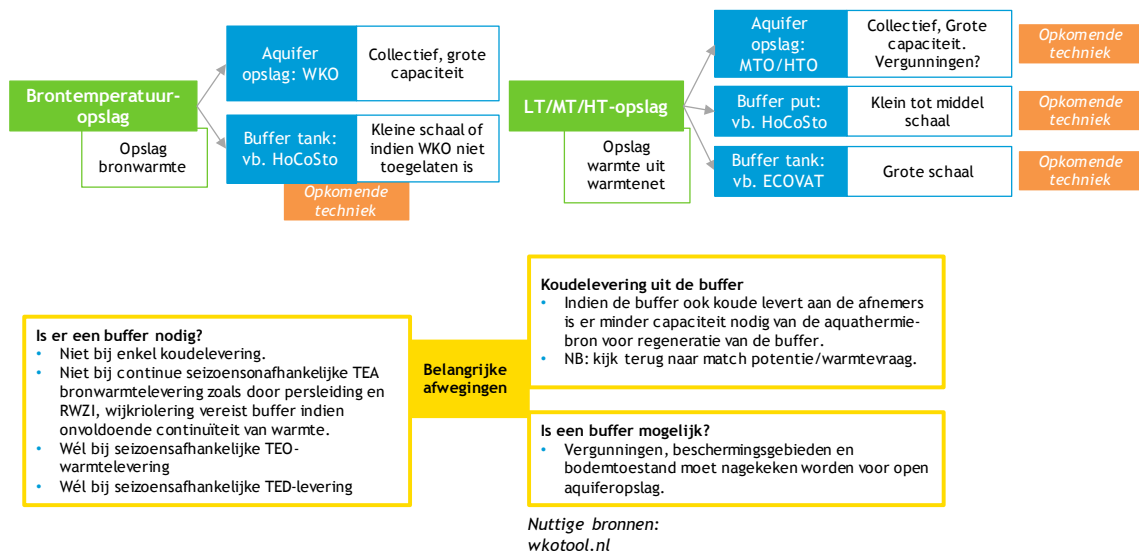 Brontemperatuur-
opslag
Opslag
bronwarmte
Aquifer
opslag: WKO
Collectief, grote
capaciteit
Buffer tank:
vb. HoCoSto
Kleine schaal of
indien WKO niet
toegelaten is
Opkomende
techniek
LT/MT/HT-opslag
Opslag
warmte uit
warmtenet
Aquifer
opslag:
MTO/HTO
Collectief, Grote
capaciteit.
Vergunningen?
Opkomende
techniek
Buffer put:
vb. HoCoSto
Klein tot middel
schaal
Opkomende
techniek
Buffer tank:
vb. ECOVAT
Grote schaal
Opkomende
techniek
Is er een buffer nodig?
• Niet bij enkel koudelevering.
• Niet bij continue seizoensonafhankelijke TEA
bronwarmtelevering zoals door persleiding en
RWZI, wijkriolering vereist buffer indien
onvoldoende continuïteit van warmte.
• Wél bij seizoensafhankelijke TEO-
warmtelevering
• Wél bij seizoensafhankelijke TED-levering
Belangrijke
afwegingen
Koudelevering uit de buffer
• Indien de buffer ook koude levert aan de afnemers
is er minder capaciteit nodig van de aquathermie-
bron voor regeneratie van de buffer.
• NB: kijk terug naar match potentie/warmtevraag.
Is een buffer mogelijk?
• Vergunningen, beschermingsgebieden en
bodemtoestand moet nagekeken worden voor open
aquiferopslag.
Nuttige bronnen:
wkotool.nl